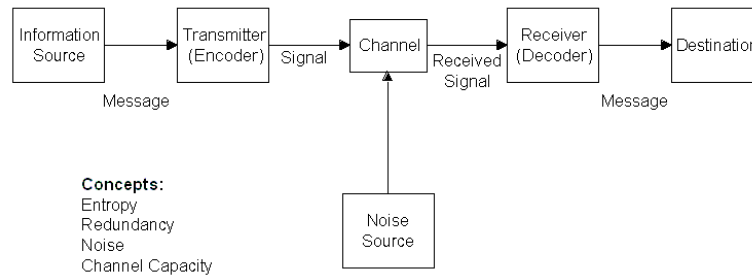 Information
Source
Transmitter
(Encoder)
Channel
Receiver
(Decoder)
Destination
Message
Signal
Received
Signal
Message
Concepts:
Entropy
Redundancy
Noise
Channel Capacity
Noise
Source